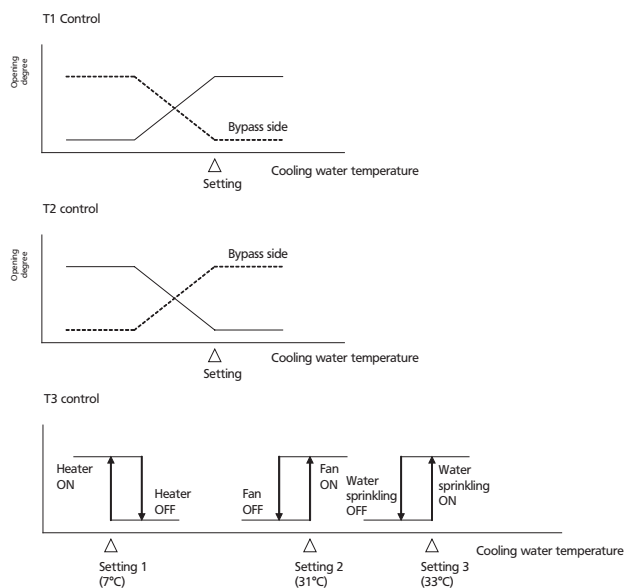 T1 Control
Opening
degree
Bypass side
Cooling water temperature
Setting
T2 control
Opening
degree
Bypass side
Cooling water temperature
Setting
T3 control
Heater
ON
Heater
OFF
Fan
OFF
Fan
ON
Water
sprinkling
OFF
Water
sprinkling
ON
Cooling water temperature
Setting 1
(7°C)
Setting 2
(31°C)
Setting 3
(33°C)